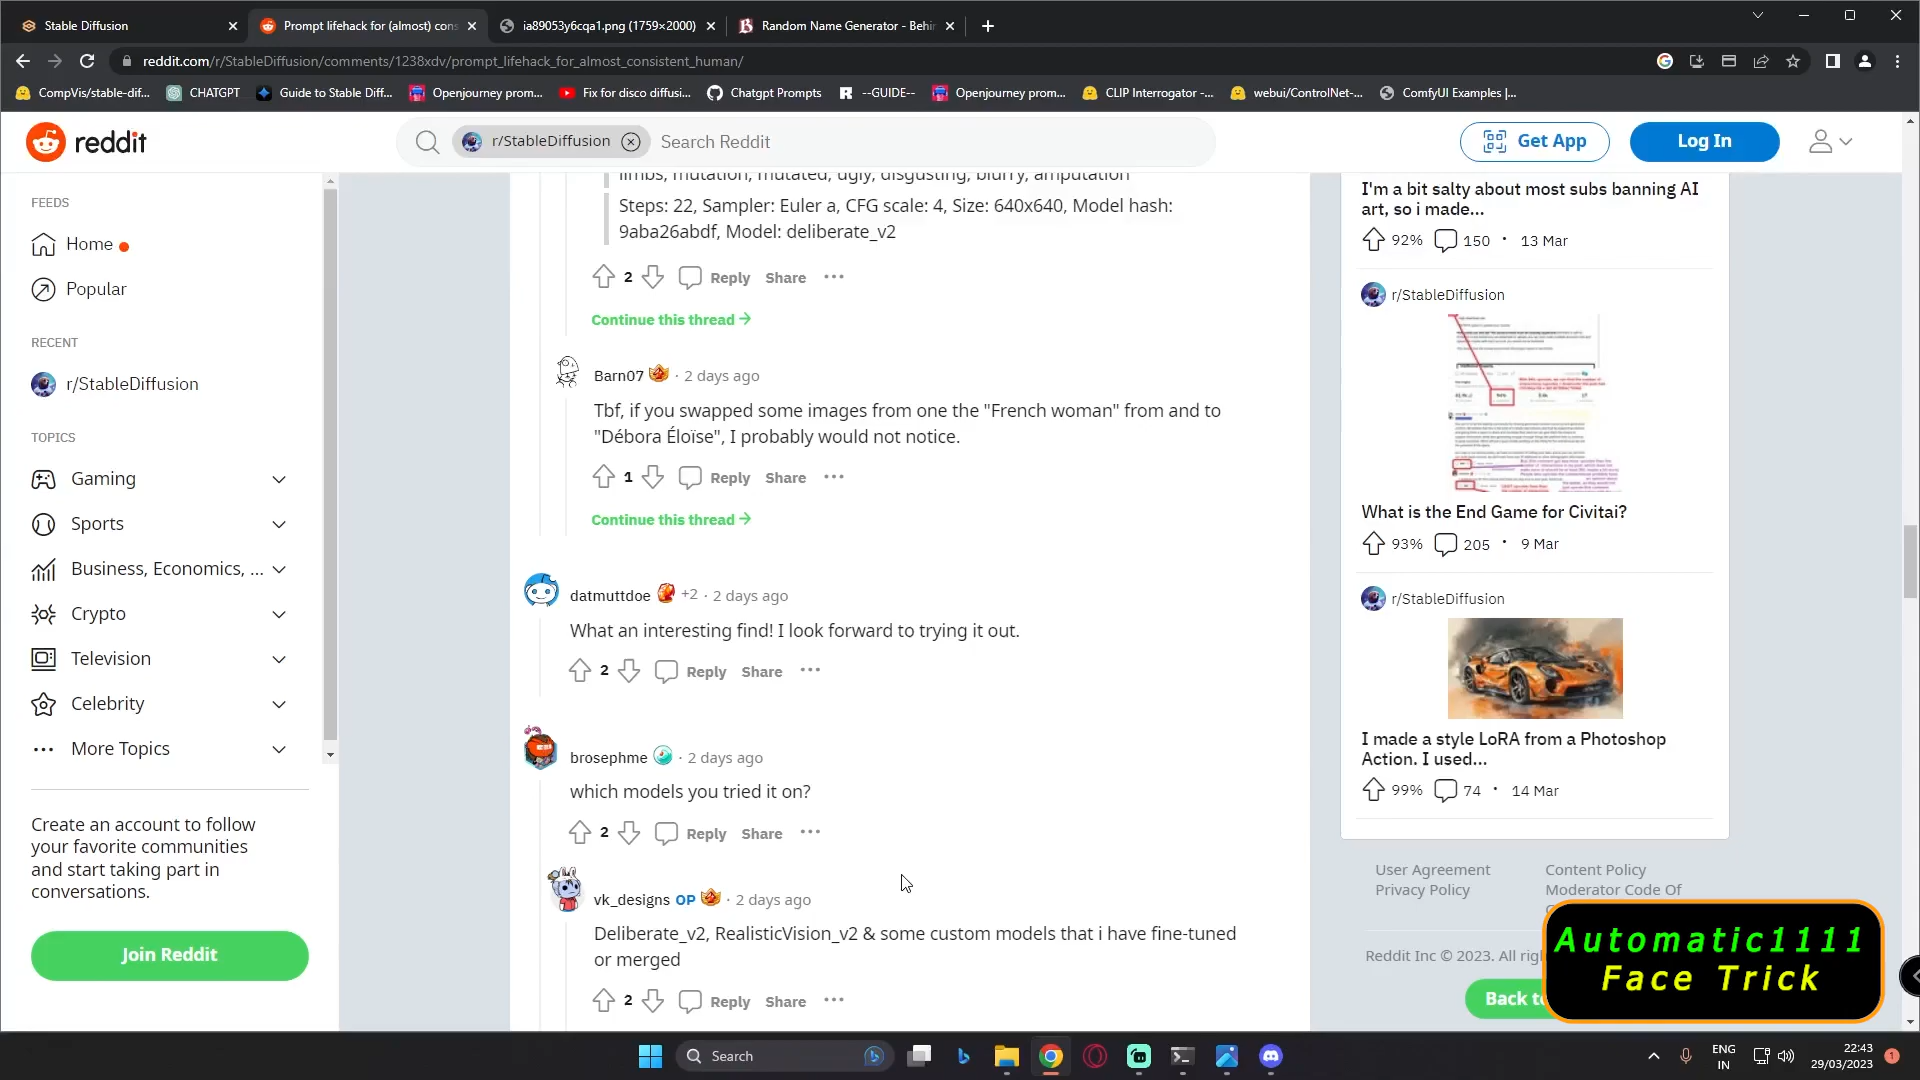 Stable Diffusion
Prompt lifehack for (almost) cons
ia89053y6cqa1.png (1759×2000)
Random Name Generator - Behir
reddit.com/r/StableDiffusion/comments/1238xdv/prompt_lifehack_for_almost_consistent_human/
CompVis/stable-dif...
CHATGPT
Guide to Stable Diff...
Openjourney prom...
Fix for disco diffusi...
Chatgpt Prompts
--GUIDE--
Openjourney prom...
CLIP Interrogator -...
webui/ControlNet-...
ComfyUI Examples |...
reddit
r/StableDiffusion
Search Reddit
Get App
Log In
FEEDS
Home
Popular
RECENT
r/StableDiffusion
TOPICS
Gaming
Sports
Business, Economics, ...
Crypto
Television
Celebrity
More Topics
Create an account to follow
your favorite communities
and start taking part in
conversations.
Join Reddit
limbs, mutation, mutated, ugly, disgusting, blurry, amputation
Steps: 22, Sampler: Euler a, CFG scale: 4, Size: 640x640, Model hash:
9aba26abdf, Model: deliberate_v2
2 Reply Share
Continue this thread
Barn07 · 2 days ago
Tbf, if you swapped some images from one the "French woman" from and to
"Débora Éloïse", I probably would not notice.
1 Reply Share
Continue this thread
datmuttdoe +2 · 2 days ago
What an interesting find! I look forward to trying it out.
2 Reply Share
brosephme · 2 days ago
which models you tried it on?
2 Reply Share
vk_designs OP · 2 days ago
Deliberate_v2, RealisticVision_v2 & some custom models that i have fine-tuned
or merged
2 Reply Share
I'm a bit salty about most subs banning AI
art, so i made...
92% 150 · 13 Mar
r/StableDiffusion
What is the End Game for Civitai?
93% 205 · 9 Mar
r/StableDiffusion
I made a style LoRA from a Photoshop
Action. I used...
99% 74 · 14 Mar
User Agreement
Privacy Policy
Content Policy
Moderator Code Of
Reddit Inc © 2023. All
Back
Automatic1111
Face Trick
Search
ENG
IN
22:43
29/03/2023
1